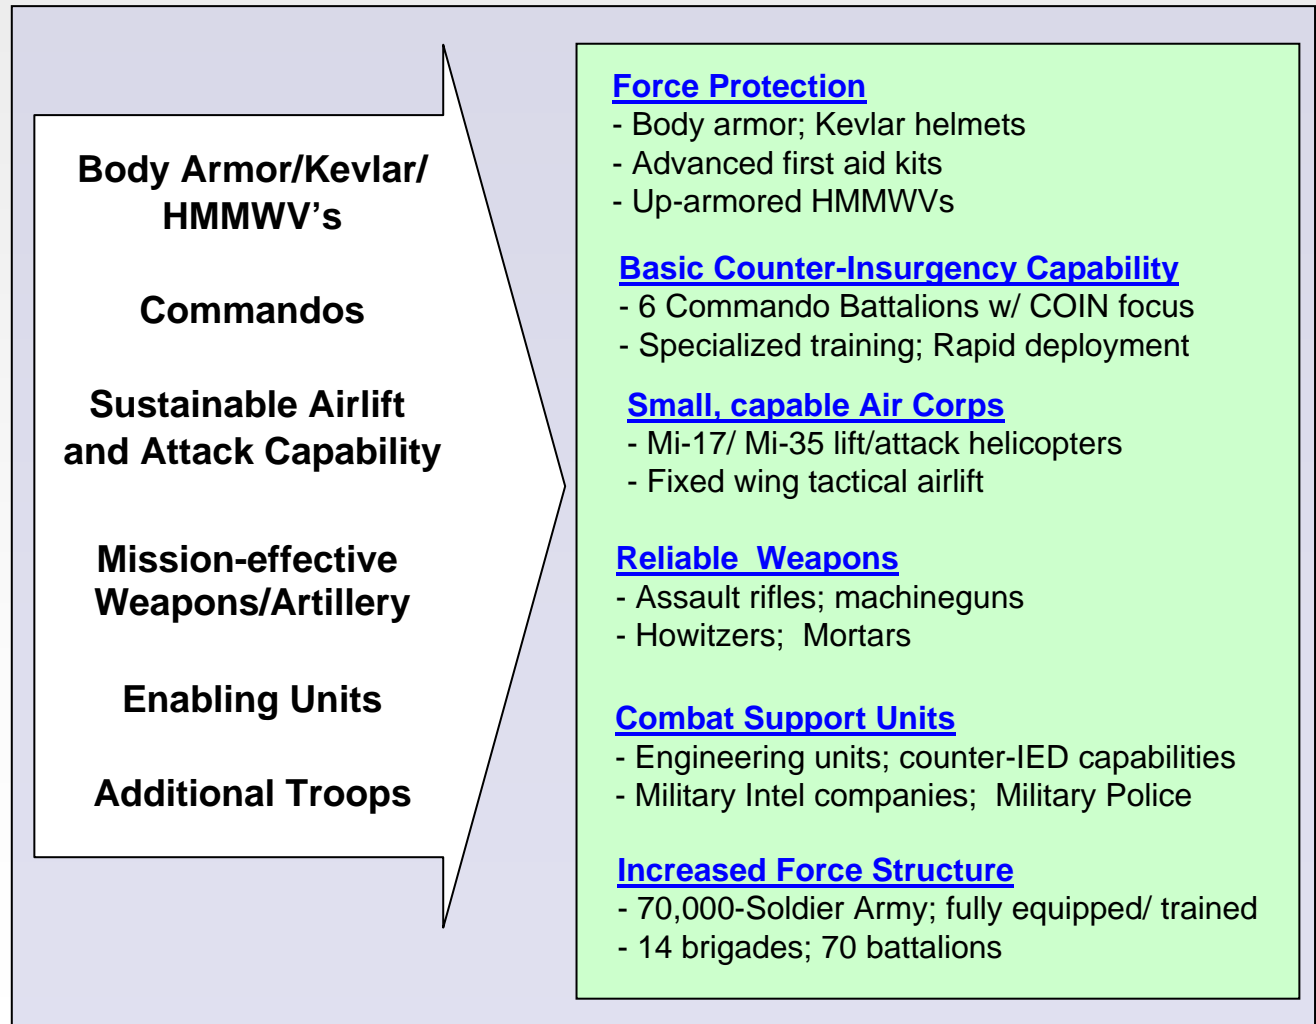 Body Armor/Kevlar/
HMMWV's
Commandos
Sustainable Airlift
and Attack Capability
Mission-effective
Weapons/Artillery
Enabling Units
Additional Troops
Force Protection
- Body armor; Kevlar helmets
- Advanced first aid kits
- Up-armored HMMWVs
Basic Counter-Insurgency Capability
- 6 Commando Battalions w/ COIN focus
- Specialized training; Rapid deployment
Small, capable Air Corps
- Mi-17/ Mi-35 lift/attack helicopters
- Fixed wing tactical airlift
Reliable  Weapons
- Assault rifles; machineguns
- Howitzers;  Mortars
Combat Support Units
- Engineering units; counter-IED capabilities
- Military Intel companies;  Military Police
Increased Force Structure
- 70,000-Soldier Army; fully equipped/ trained
- 14 brigades; 70 battalions